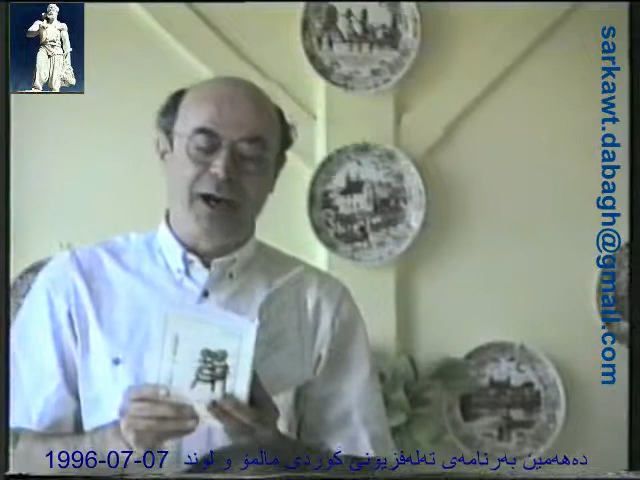 sarkawt.dabagh@gmail.com
دەهەمین بەرنامەی تەلەفزیونی کوردی مالمۆ و لوند 07-07-1996